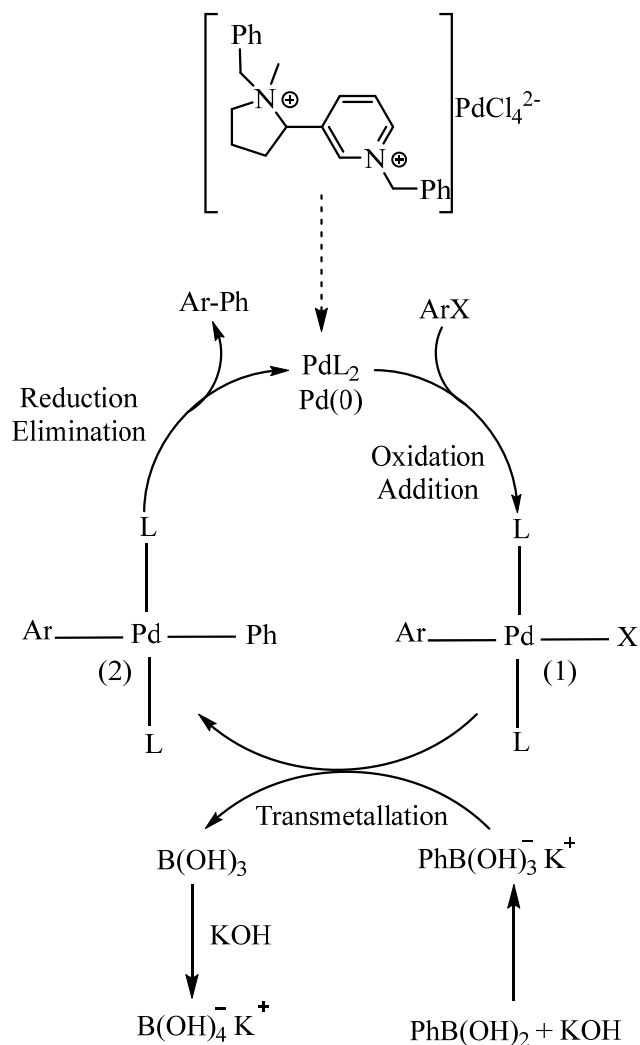 Ph
N ⊕
PdCl₄²⁻
N ⊕
Ph
Ar-Ph
ArX
PdL₂
Pd(0)
Reduction
Elimination
Oxidation
Addition
L
L
Ar Pd Ph
Ar Pd X
(2)
(1)
L
L
Transmetallation
B(OH)₃
PhB(OH)₃⁻ K⁺
KOH
B(OH)₄⁻ K⁺
PhB(OH)₂ + KOH